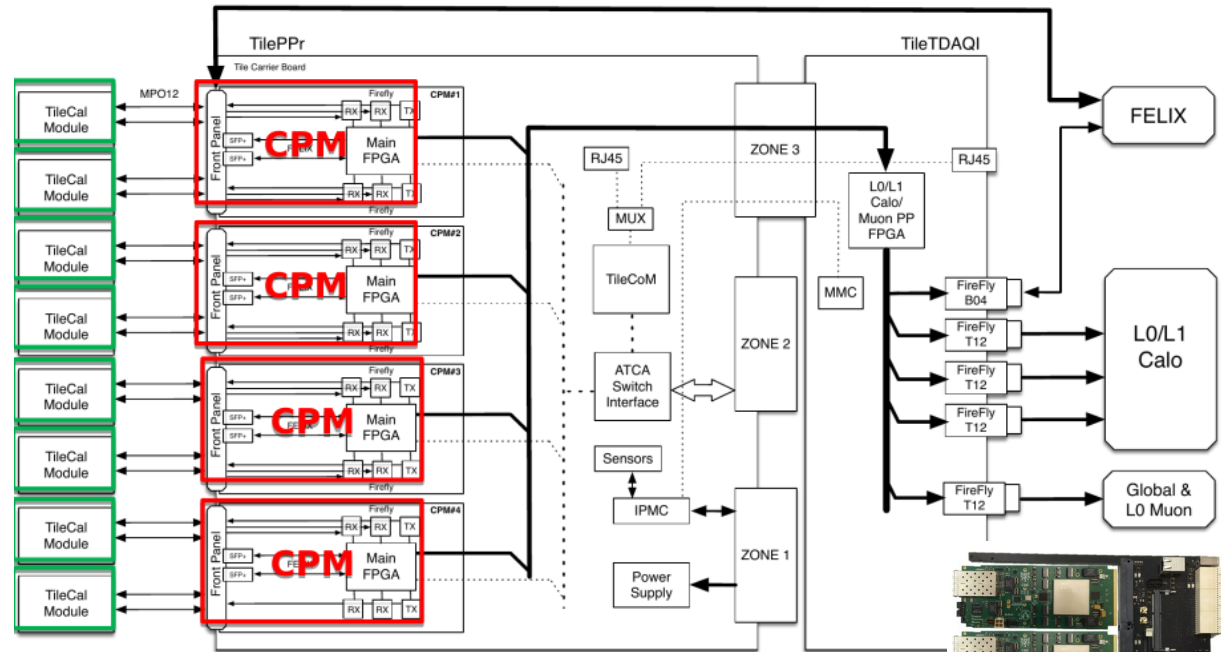 TilePPr
TileTDAQI
Tile Carrier Board
MPO12
TileCal
Module
TileCal
Module
TileCal
Module
TileCal
Module
TileCal
Module
TileCal
Module
TileCal
Module
TileCal
Module
Front Panel
Firefly
CPM#1
RX
RX
TX
SFP+
SFP+
FELIX
CPM
Main
FPGA
RX
RX
TX
Firefly
Front Panel
Firefly
CPM#2
RX
RX
TX
SFP+
SFP+
FELIX
CPM
Main
FPGA
RX
RX
TX
Firefly
Front Panel
Firefly
CPM#3
RX
RX
TX
SFP+
SFP+
FELIX
CPM
Main
FPGA
RX
RX
TX
Firefly
Front Panel
Firefly
CPM#4
RX
RX
TX
SFP+
SFP+
FELIX
CPM
Main
FPGA
RX
RX
TX
Firefly
RJ45
MUX
TileCoM
ATCA
Switch
Interface
Sensors
IPMC
Power
Supply
ZONE 3
ZONE 2
ZONE 1
RJ45
L0/L1
Calo/
Muon PP
FPGA
MMC
FireFly
B04
FireFly
T12
FireFly
T12
FireFly
T12
FireFly
T12
FELIX
L0/L1
Calo
Global &
L0 Muon